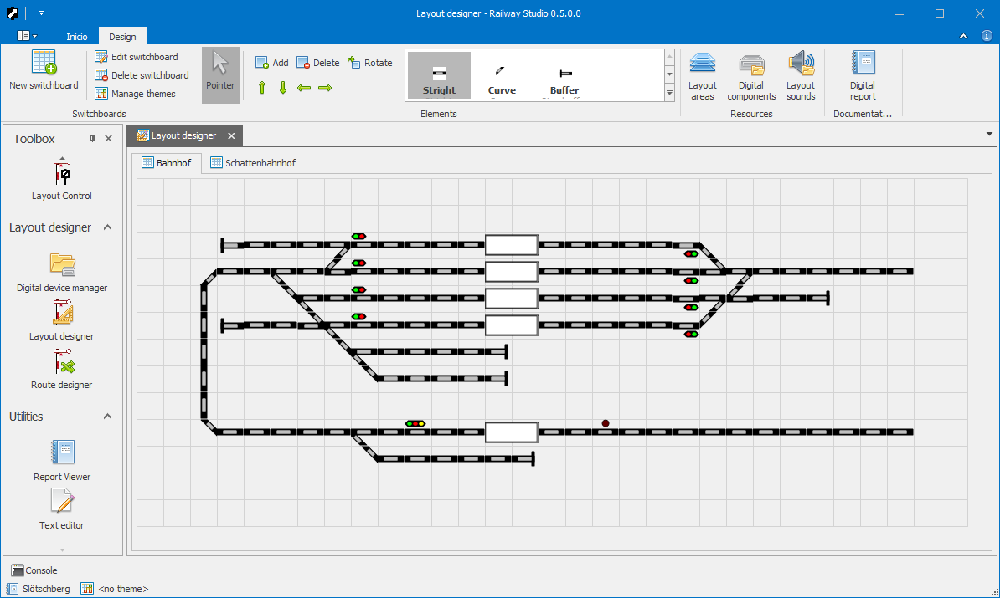 Layout designer - Railway Studio 0.5.0.0
Inicio
Design
New switchboard
Edit switchboard
Delete switchboard
Manage themes
Switchboards
Pointer
Add
Delete
Rotate
Stright
Curve
Buffer
Elements
Layout areas
Digital components
Layout sounds
Resources
Digital report
Documentat...
Toolbox
Layout Control
Layout designer
Digital device manager
Layout designer
Route designer
Utilities
Report Viewer
Text editor
Layout designer
Bahnhof
Schattenbahnhof
Console
Slötschberg
<no theme>